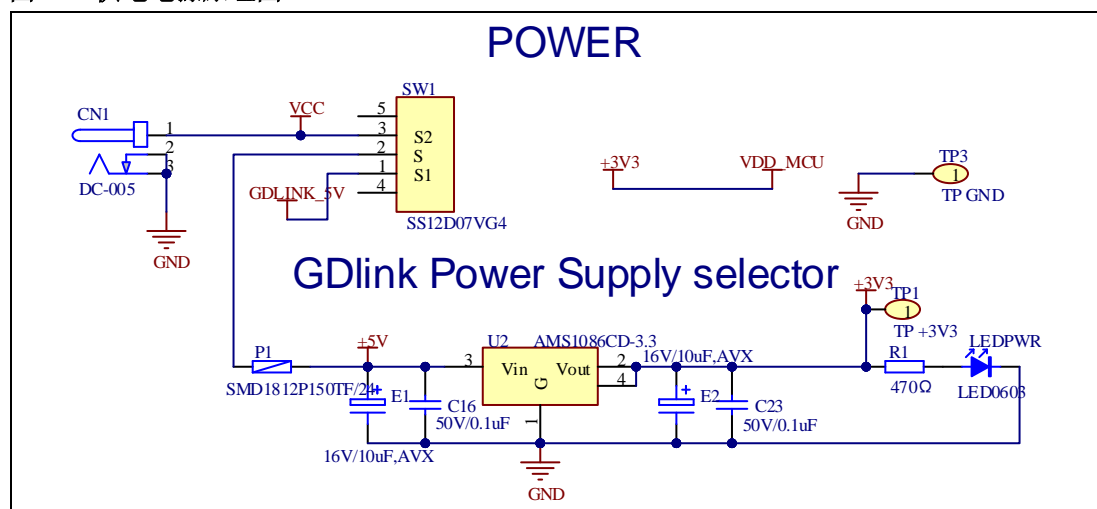 POWER
CN1
1
2
3
DC-005
GND
VCC
SW1
5
3
2
1
4
S2
S
S1
GDLINK_5V
SS12D07VG4
+3V3
VDD_MCU
TP3
1
TP GND
GND
GDlink Power Supply selector
P1
SMD1812P150TF/24
+5V
E1
16V/10uF,AVX
C16
50V/0.1uF
U2
AMS1086CD-3.3
3
Vin
Vout
G
2
4
1
GND
16V/10uF,AVX
E2
C23
50V/0.1uF
+3V3
TP1
1
TP +3V3
R1
470Ω
LEDPWR
LED0603